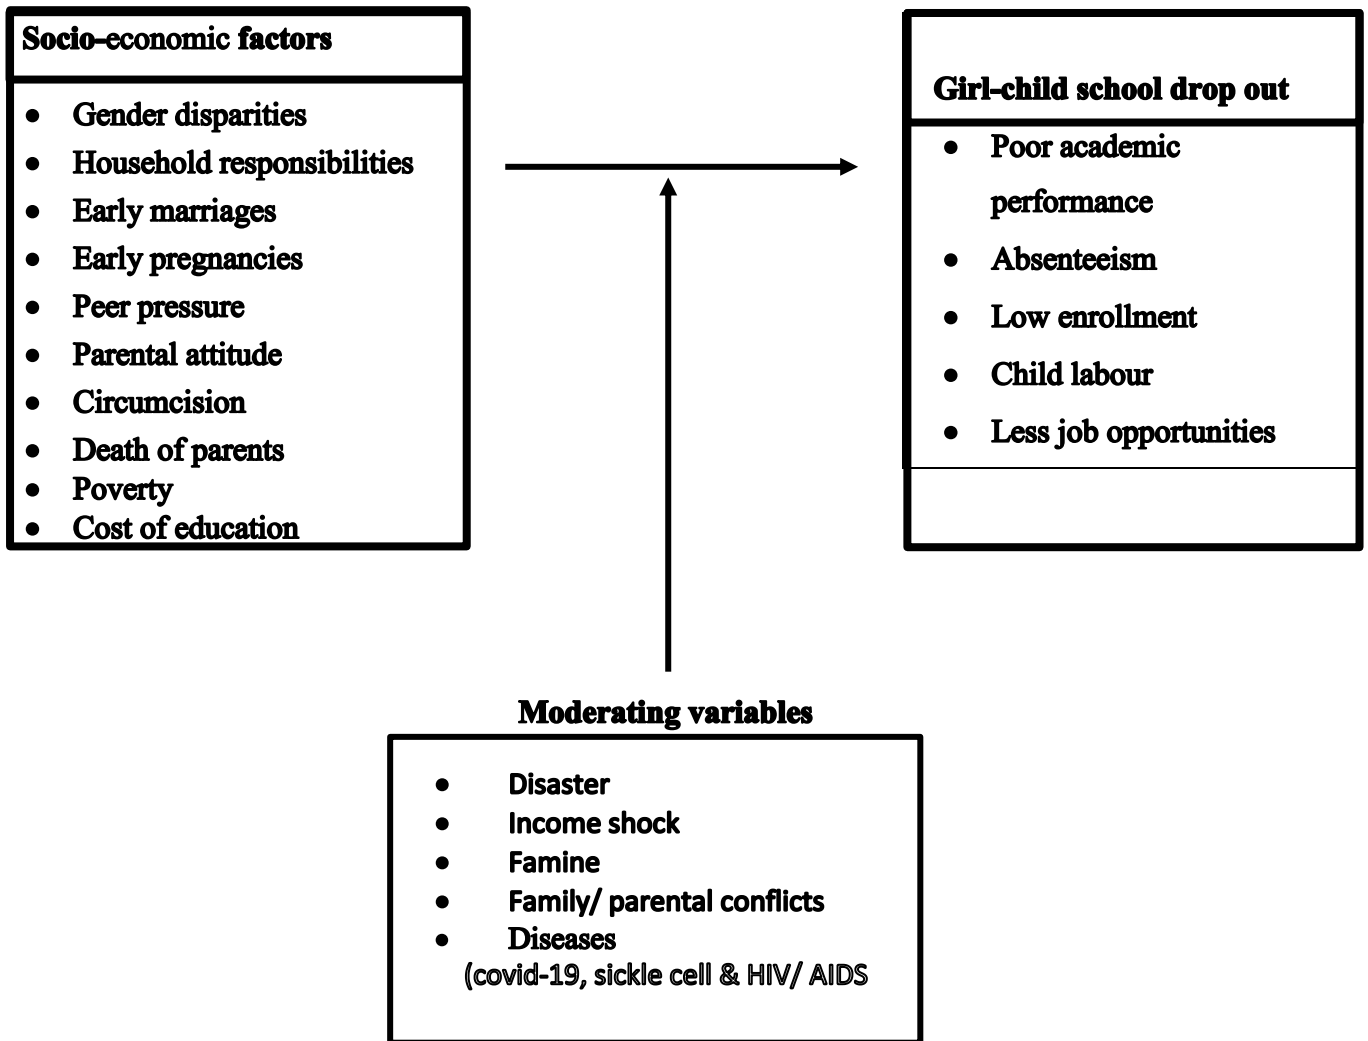 Socio-economic factors
• Gender disparities
• Household responsibilities
• Early marriages
• Early pregnancies
• Peer pressure
• Parental attitude
• Circumcision
• Death of parents
• Poverty
• Cost of education
Girl-child school drop out
• Poor academic
performance
• Absenteeism
• Low enrollment
• Child labour
• Less job opportunities
Moderating variables
• Disaster
• Income shock
• Famine
• Family/ parental conflicts
• Diseases
(covid-19, sickle cell & HIV/ AIDS